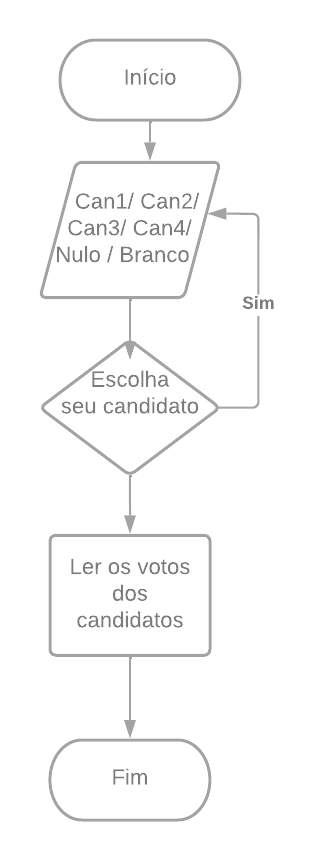 Início
Can1/ Can2/
Can3/ Can4/
Nulo / Branco
Sim
Escolha
seu candidato
Ler os votos
dos
candidatos
Fim